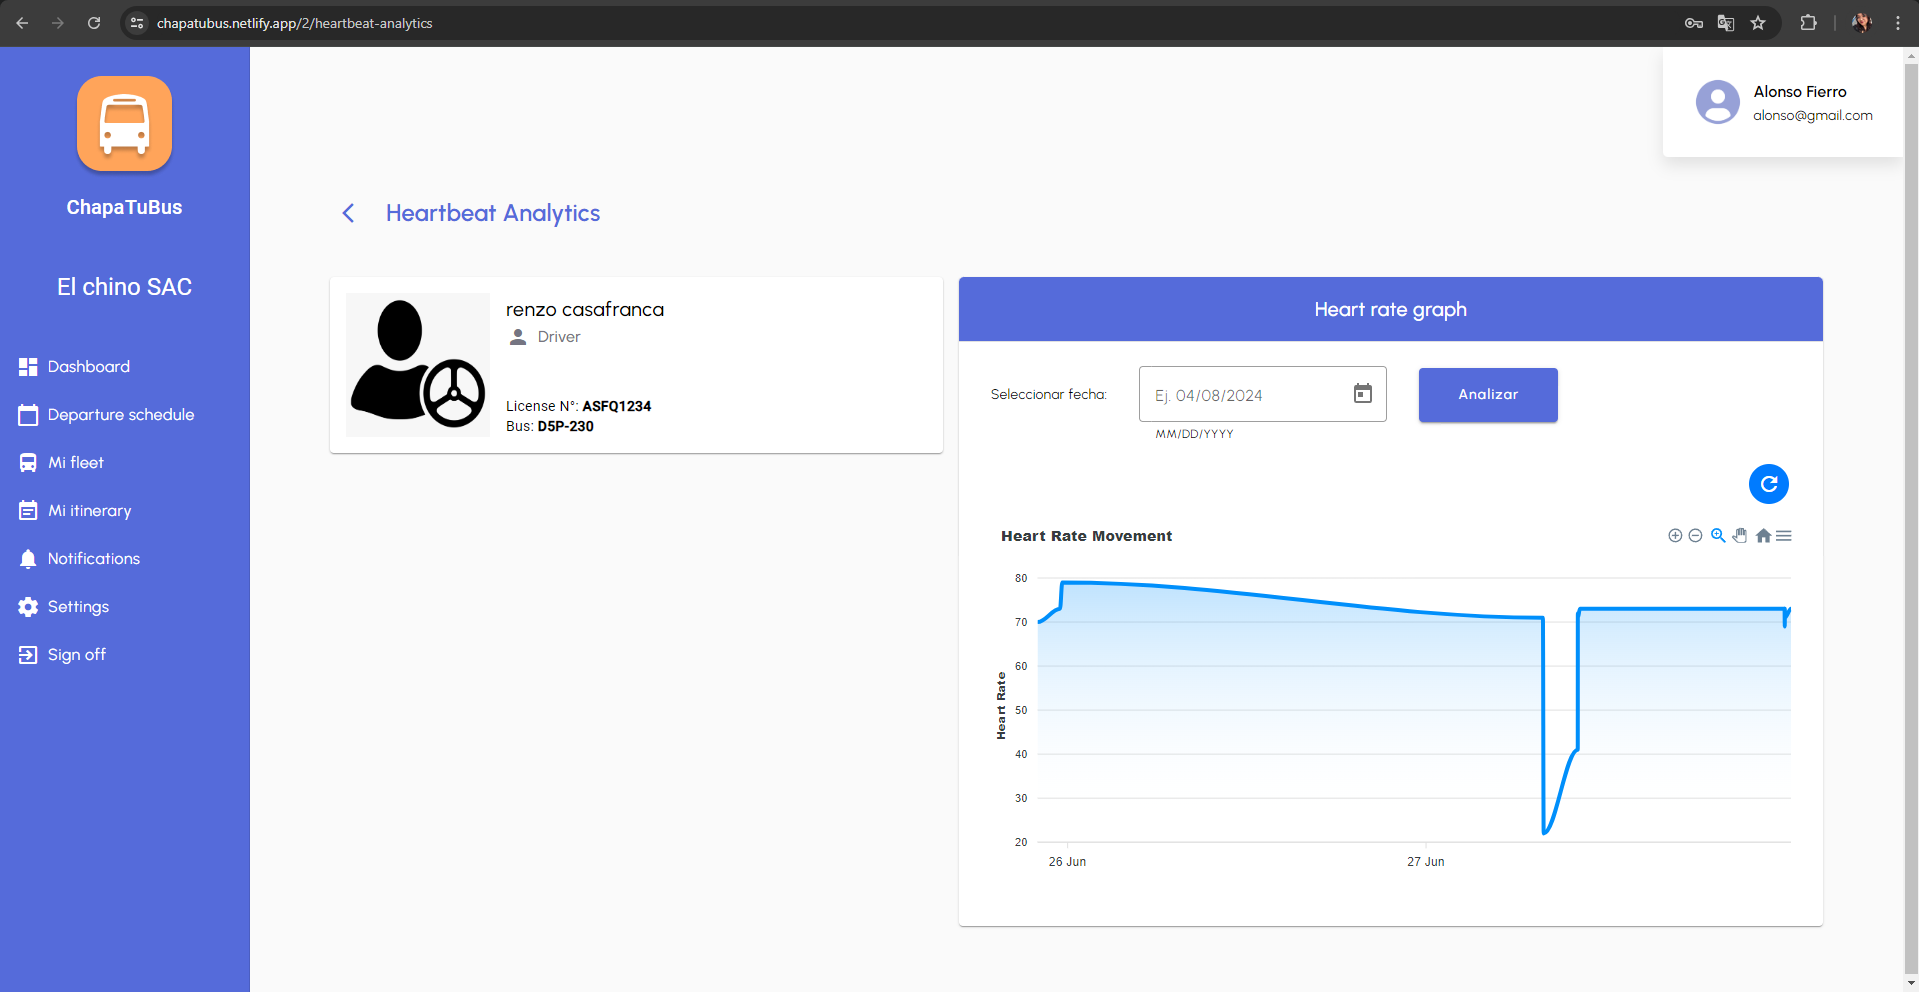 chapatubus.netlify.app/2/heartbeat-analytics
Alonso Fierro
alonso@gmail.com
ChapaTuBus
El chino SAC
Dashboard
Departure schedule
Mi fleet
Mi itinerary
Notifications
Settings
Sign off
Heartbeat Analytics
renzo casafranca
Driver
License N°: ASFQ1234
Bus: D5P-230
Heart rate graph
Seleccionar fecha:
Ej. 04/08/2024
Analizar
MM/DD/YYYY
Heart Rate Movement
80
70
60
50
40
30
20
Heart Rate
26 Jun
27 Jun